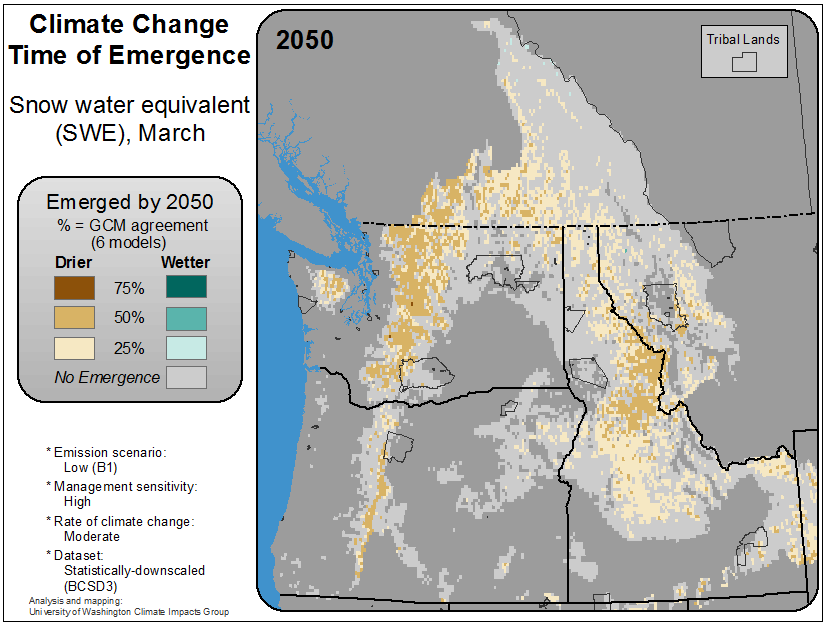 Climate Change
Time of Emergence
Snow water equivalent
(SWE), March
Emerged by 2050
% = GCM agreement
(6 models)
Drier Wetter
75%
50%
25%
No Emergence
* Emission scenario:
Low (B1)
* Management sensitivity:
High
* Rate of climate change:
Moderate
* Dataset:
Statistically-downscaled
(BCSD3)
Analysis and mapping:
University of Washington Climate Impacts Group
2050
Tribal Lands